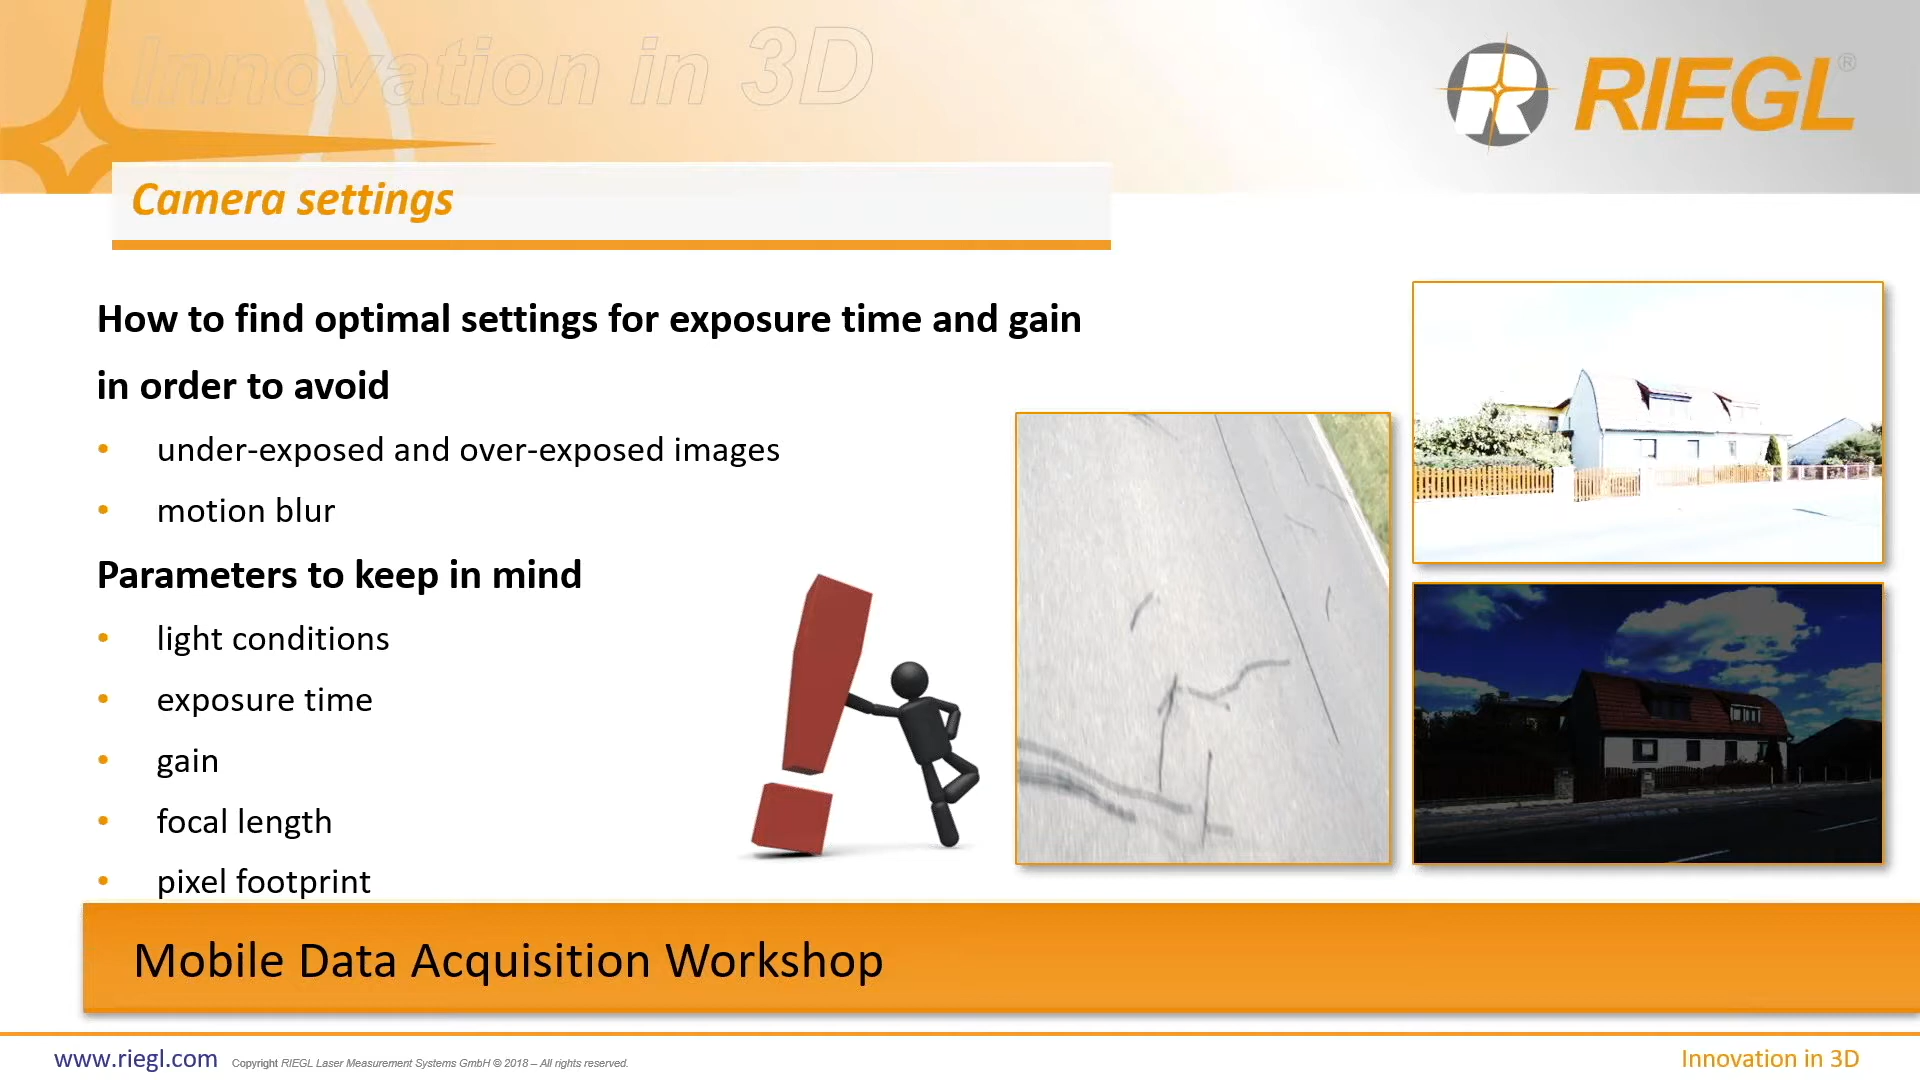 Innovation in 3D
RIEGL®
Camera settings
How to find optimal settings for exposure time and gain
in order to avoid
• under-exposed and over-exposed images
• motion blur
Parameters to keep in mind
• light conditions
• exposure time
• gain
• focal length
• pixel footprint
Mobile Data Acquisition Workshop
www.riegl.com Copyright RIEGL Laser Measurement Systems GmbH © 2018 – All rights reserved. Innovation in 3D